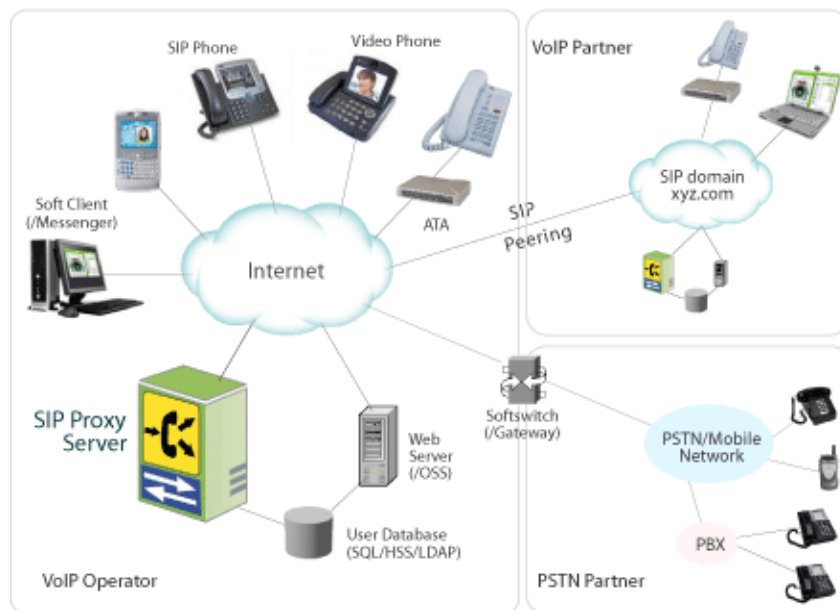 SIP Phone
Video Phone
VoIP Partner
Soft Client
(/Messenger)
ATA
SIP
Peering
SIP domain
xyz.com
Internet
SIP Proxy
Server
Web
Server
(/OSS)
Softswitch
(/Gateway)
PSTN/Mobile
Network
User Database
(SQL/HSS/LDAP)
PBX
VoIP Operator
PSTN Partner